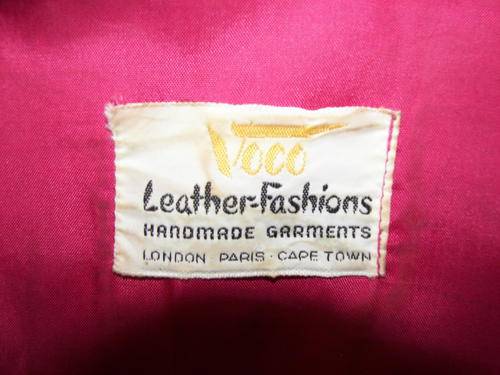 Voco
Leather-Fashions
HANDMADE GARMENTS
LONDON · PARIS · CAPE TOWN